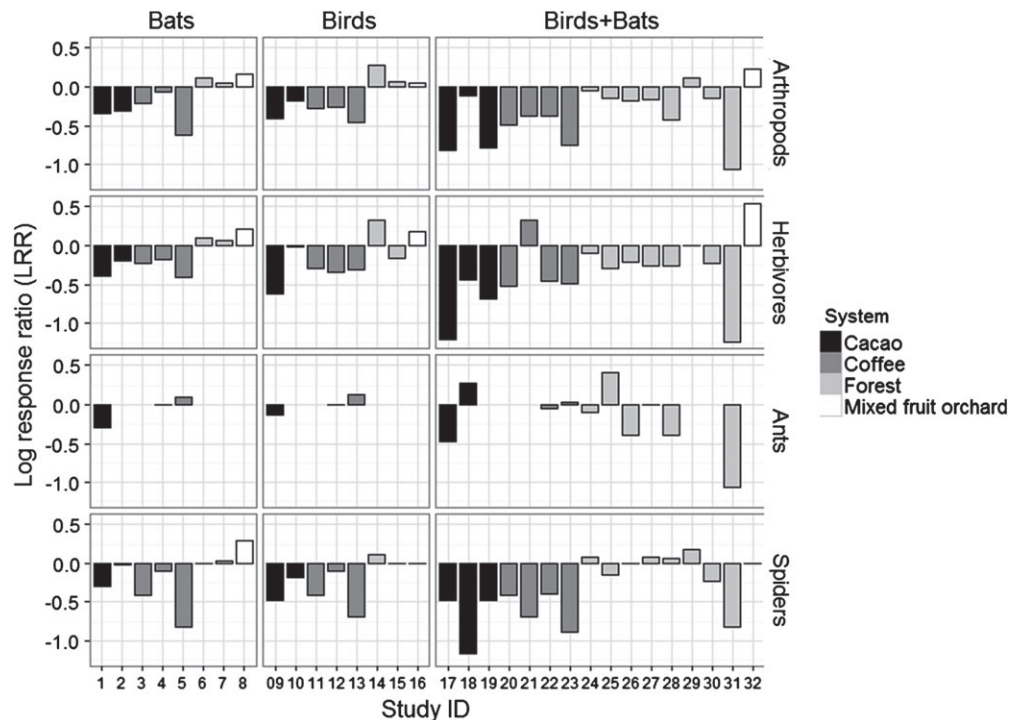 Bats Birds Birds+Bats
0.5
0.0
-0.5
-1.0
Arthropods
0.5
0.0
-0.5
-1.0
Herbivores
0.5
0.0
-0.5
-1.0
Ants
0.5
0.0
-0.5
-1.0
Spiders
Log response ratio (LRR)
1 2 3 4 5 6 7 8 09 10 11 12 13 14 15 16 17 18 19 20 21 22 23 24 25 26 27 28 29 30 31 32
Study ID
System
Cacao
Coffee
Forest
Mixed fruit orchard